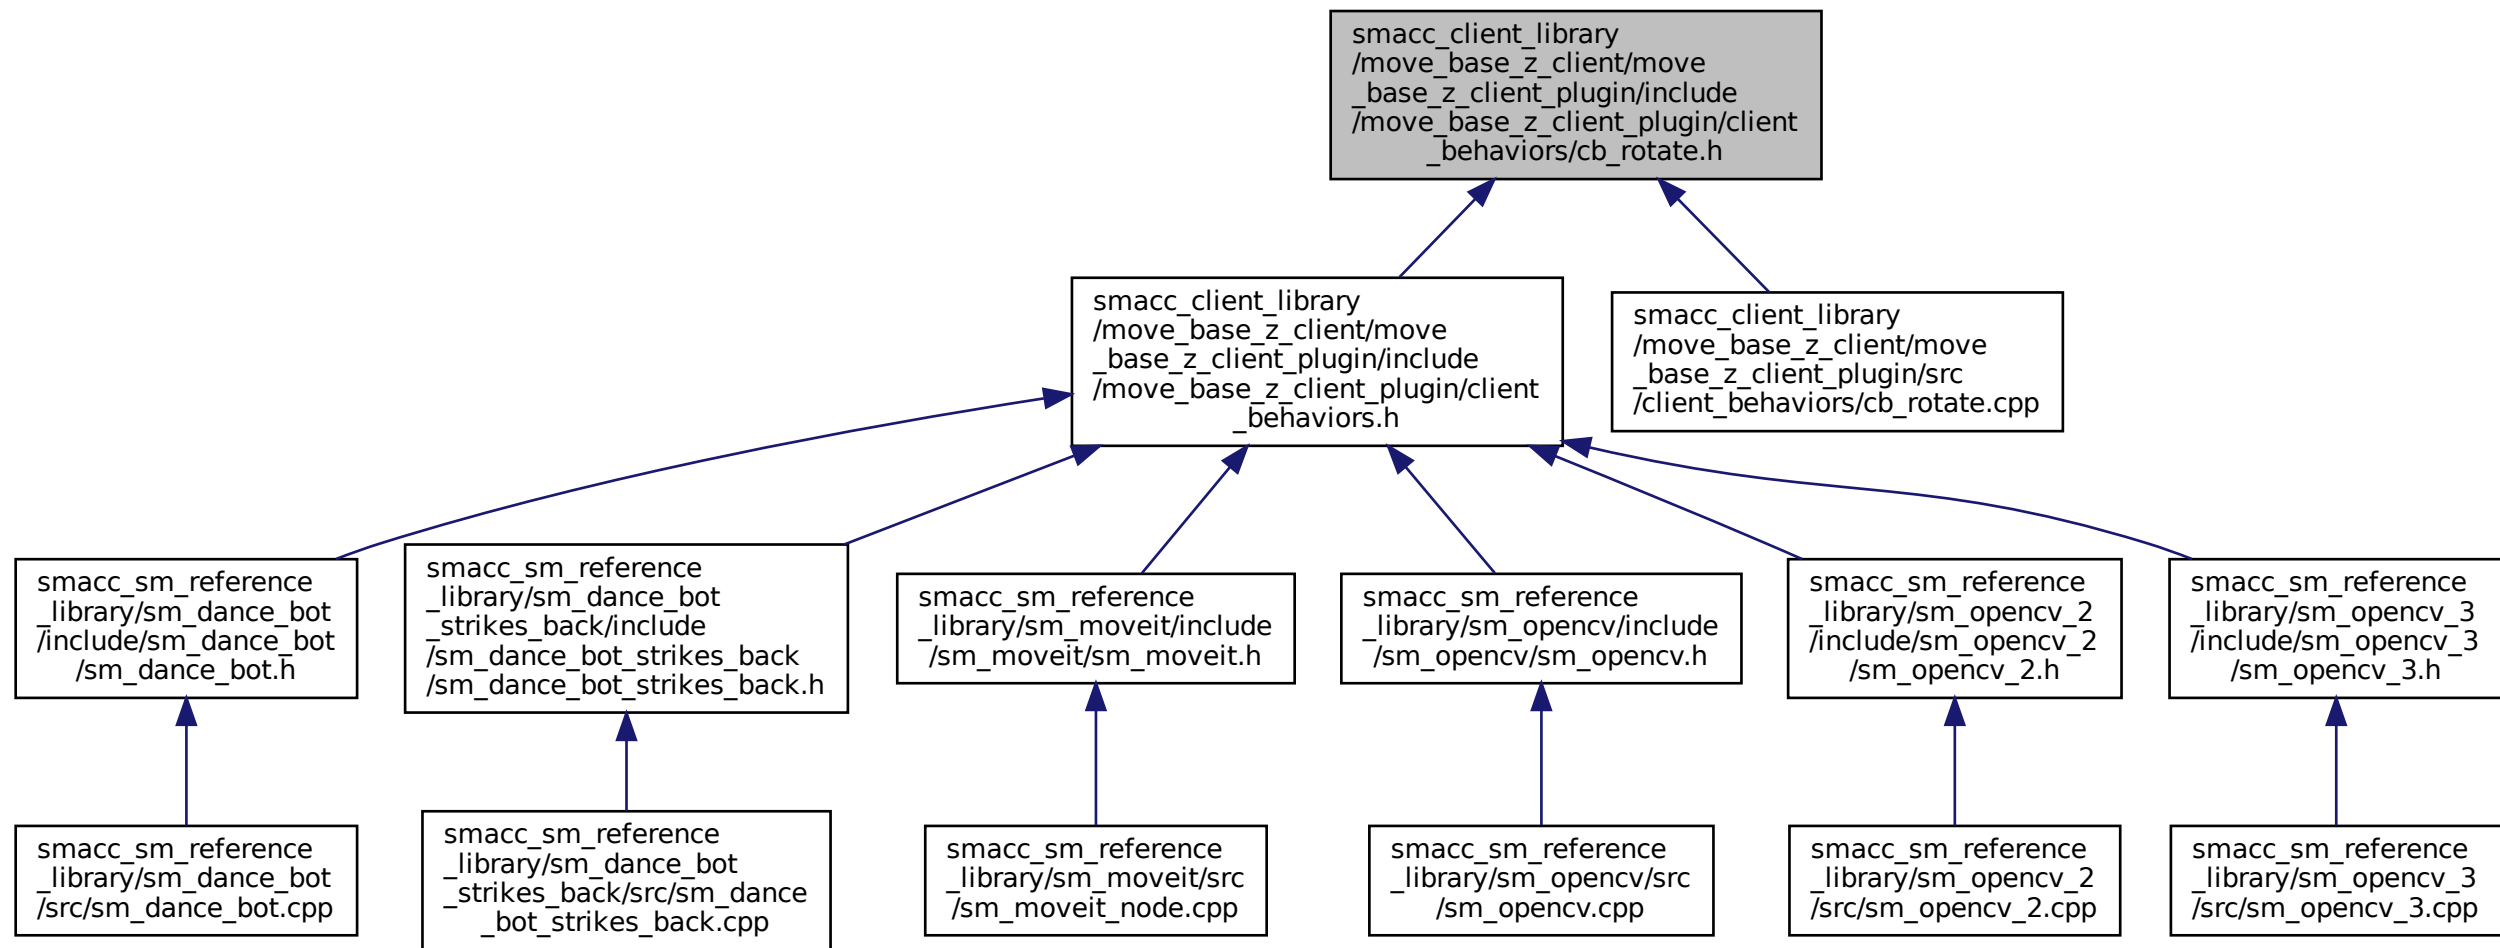 smacc_client_library
/move_base_z_client/move
_base_z_client_plugin/include
/move_base_z_client_plugin/client
_behaviors/cb_rotate.h
smacc_client_library
/move_base_z_client/move
_base_z_client_plugin/include
/move_base_z_client_plugin/client
_behaviors.h
smacc_client_library
/move_base_z_client/move
_base_z_client_plugin/src
/client_behaviors/cb_rotate.cpp
smacc_sm_reference
_library/sm_dance_bot
/include/sm_dance_bot
/sm_dance_bot.h
smacc_sm_reference
_library/sm_dance_bot
_strikes_back/include
/sm_dance_bot_strikes_back
/sm_dance_bot_strikes_back.h
smacc_sm_reference
_library/sm_moveit/include
/sm_moveit/sm_moveit.h
smacc_sm_reference
_library/sm_opencv/include
/sm_opencv/sm_opencv.h
smacc_sm_reference
_library/sm_opencv_2
/include/sm_opencv_2
/sm_opencv_2.h
smacc_sm_reference
_library/sm_opencv_3
/include/sm_opencv_3
/sm_opencv_3.h
smacc_sm_reference
_library/sm_dance_bot
/src/sm_dance_bot.cpp
smacc_sm_reference
_library/sm_dance_bot
_strikes_back/src/sm_dance
_bot_strikes_back.cpp
smacc_sm_reference
_library/sm_moveit/src
/sm_moveit_node.cpp
smacc_sm_reference
_library/sm_opencv/src
/sm_opencv.cpp
smacc_sm_reference
_library/sm_opencv_2
/src/sm_opencv_2.cpp
smacc_sm_reference
_library/sm_opencv_3
/src/sm_opencv_3.cpp